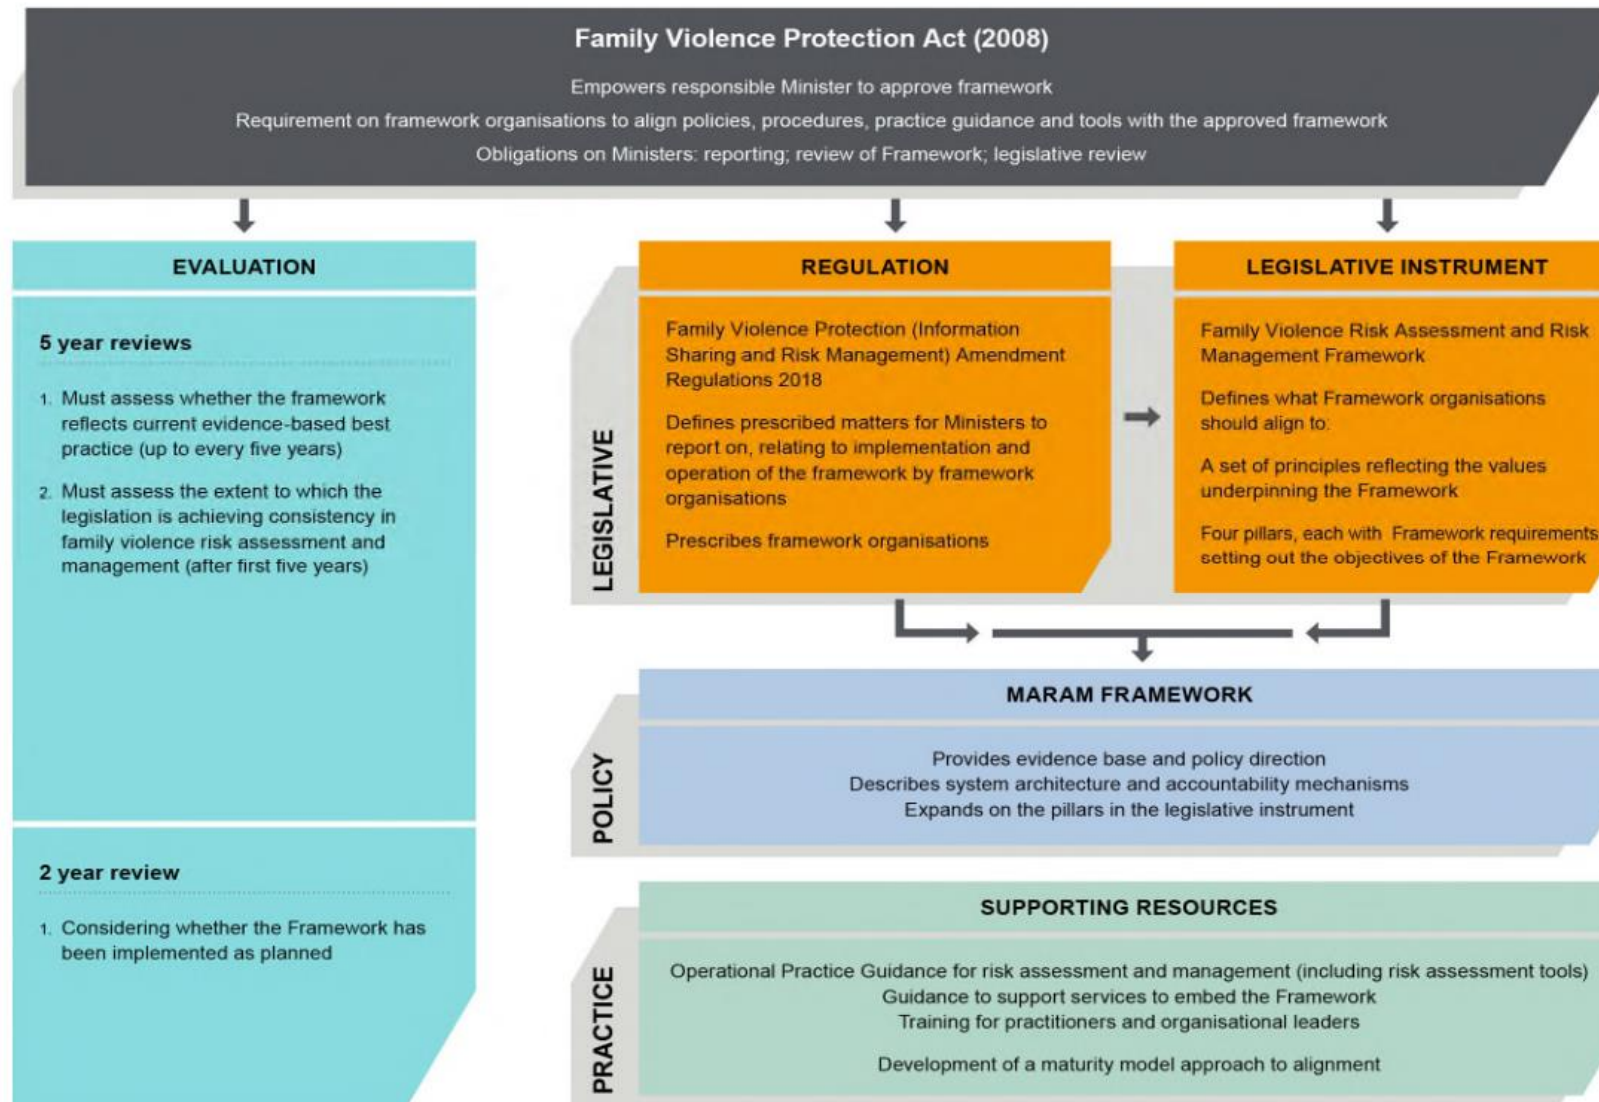 Family Violence Protection Act (2008)
Empowers responsible Minister to approve framework
Requirement on framework organisations to align policies, procedures, practice guidance and tools with the approved framework
Obligations on Ministers: reporting; review of Framework; legislative review
EVALUATION
5 year reviews
1. Must assess whether the framework
reflects current evidence-based best
practice (up to every five years)
2. Must assess the extent to which the
legislation is achieving consistency in
family violence risk assessment and
management (after first five years)
2 year review
1. Considering whether the Framework has
been implemented as planned
LEGISLATIVE
REGULATION
Family Violence Protection (Information
Sharing and Risk Management) Amendment
Regulations 2018
Defines prescribed matters for Ministers to
report on, relating to implementation and
operation of the framework by framework
organisations
Prescribes framework organisations
LEGISLATIVE INSTRUMENT
Family Violence Risk Assessment and Risk
Management Framework
Defines what Framework organisations
should align to:
A set of principles reflecting the values
underpinning the Framework
Four pillars, each with Framework requirements
setting out the objectives of the Framework
POLICY
MARAM FRAMEWORK
Provides evidence base and policy direction
Describes system architecture and accountability mechanisms
Expands on the pillars in the legislative instrument
PRACTICE
SUPPORTING RESOURCES
Operational Practice Guidance for risk assessment and management (including risk assessment tools)
Guidance to support services to embed the Framework
Training for practitioners and organisational leaders
Development of a maturity model approach to alignment